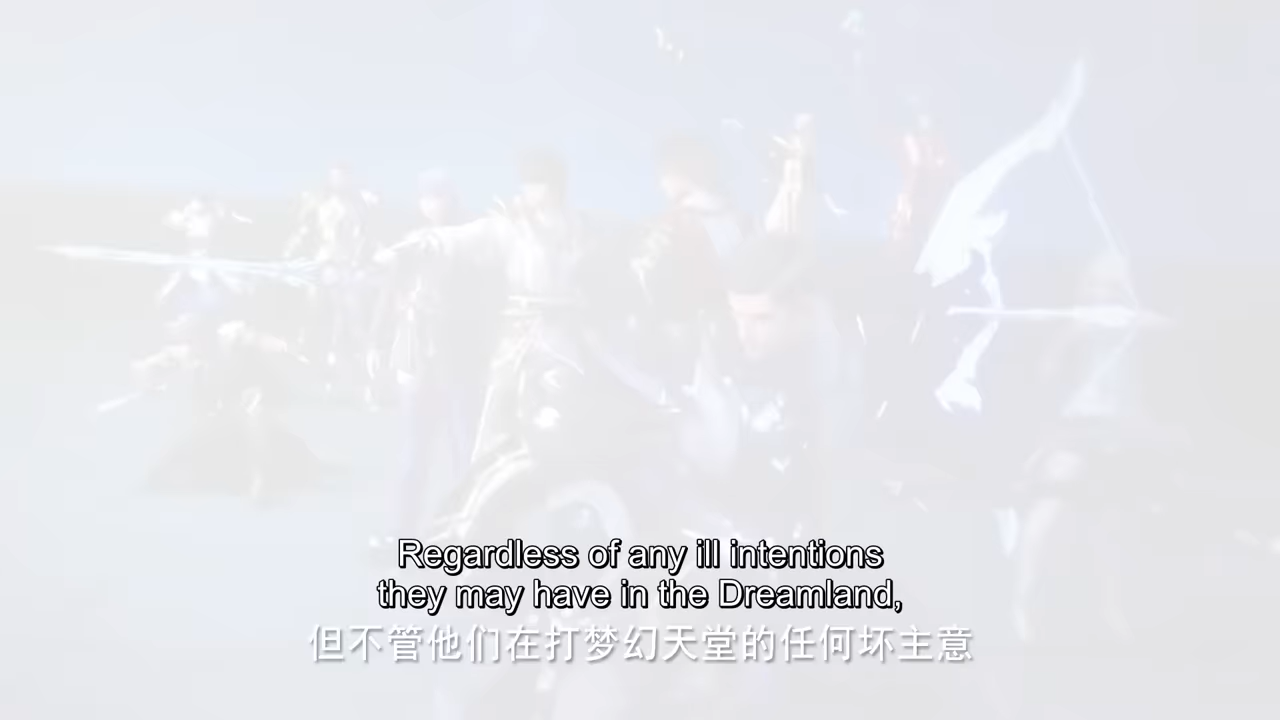 Regardless of any ill intentions
they may have in the Dreamland,
但不管他们在打梦幻天堂的任何坏主意